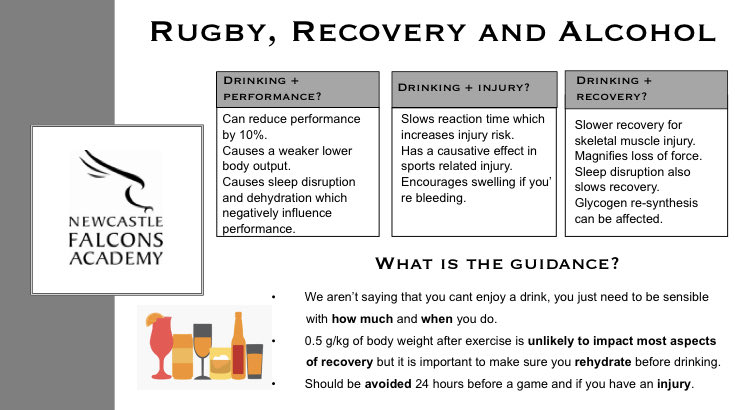 RUGBY, RECOVERY AND ALCOHOL
DRINKING +
PERFORMANCE?
Can reduce performance
by 10%.
Causes a weaker lower
body output.
Causes sleep disruption
and dehydration which
negatively influence
performance.
DRINKING + INJURY?
Slows reaction time which
increases injury risk.
Has a causative effect in
sports related injury.
Encourages swelling if you'
re bleeding.
DRINKING +
RECOVERY?
Slower recovery for
skeletal muscle injury.
Magnifies loss of force.
Sleep disruption also
slows recovery.
Glycogen re-synthesis
can be affected.
NEWCASTLE
FALCONS
ACADEMY
WHAT IS THE GUIDANCE?
• We aren't saying that you cant enjoy a drink, you just need to be sensible
with how much and when you do.
• 0.5 g/kg of body weight after exercise is unlikely to impact most aspects
of recovery but it is important to make sure you rehydrate before drinking.
• Should be avoided 24 hours before a game and if you have an injury.